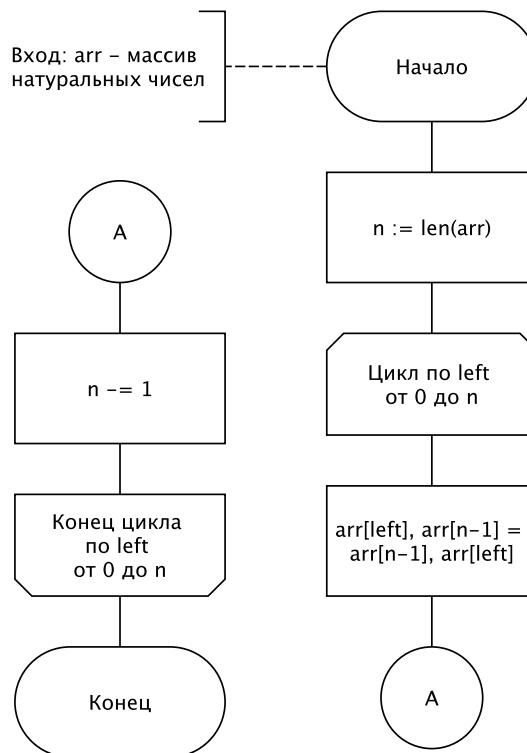 Вход: arr – массив
натуральных чисел
Начало
n := len(arr)
Цикл по left
от 0 до n
arr[left], arr[n-1] =
arr[n-1], arr[left]
A
A
n -= 1
Конец цикла
по left
от 0 до n
Конец